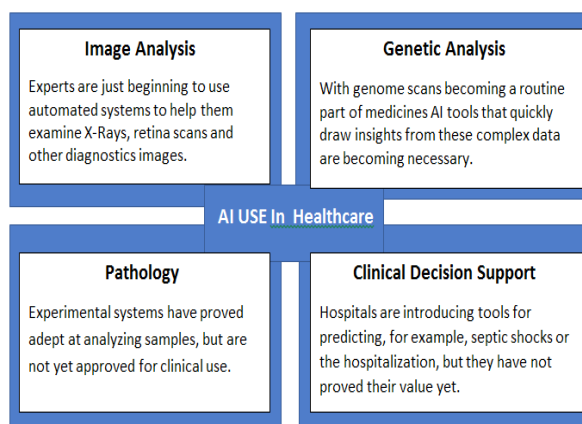 Image Analysis
Experts are just beginning to use
automated systems to help them
examine X-Rays, retina scans and
other diagnostics images.
Genetic Analysis
With genome scans becoming a routine
part of medicines AI tools that quickly
draw insights from these complex data
are becoming necessary.
AI USE In Healthcare
Pathology
Experimental systems have proved
adept at analyzing samples, but are
not yet approved for clinical use.
Clinical Decision Support
Hospitals are introducing tools for
predicting, for example, septic shocks or
the hospitalization, but they have not
proved their value yet.